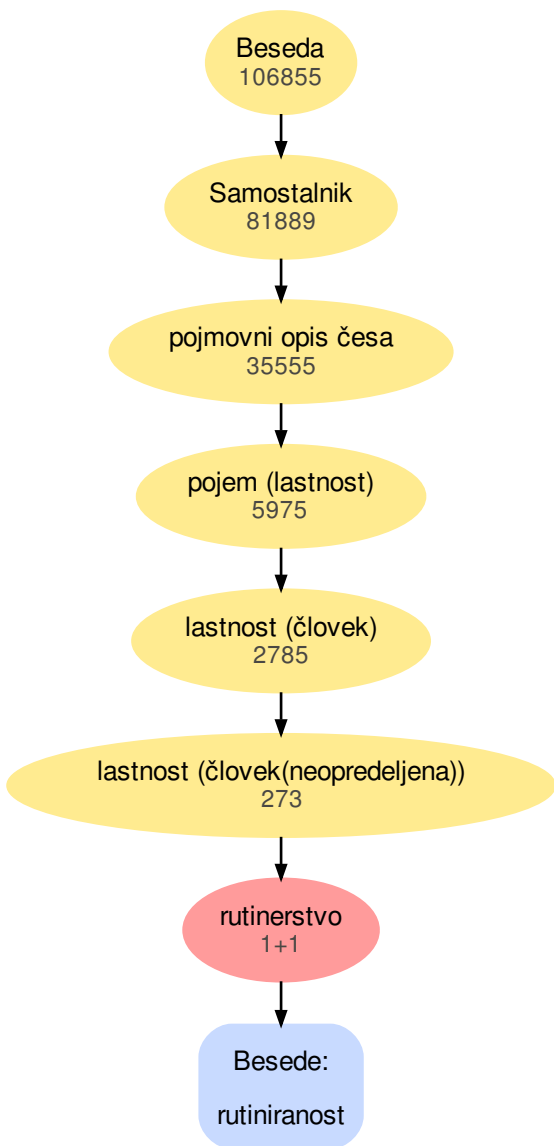 Beseda
106855
Samostalnik
81889
pojmovni opis česa
35555
pojem (lastnost)
5975
lastnost (človek)
2785
lastnost (človek(neopredeljena))
273
rutinerstvo
1+1
Besede:
rutiniranost